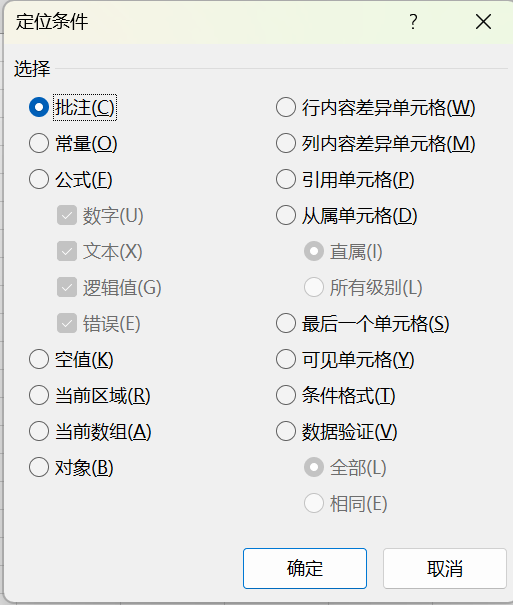 定位条件
选择
批注(C)
常量(O)
公式(F)
数字(U)
文本(X)
逻辑值(G)
错误(E)
空值(K)
当前区域(R)
当前数组(A)
对象(B)
行内容差异单元格(W)
列内容差异单元格(M)
引用单元格(P)
从属单元格(D)
直属(I)
所有级别(L)
最后一个单元格(S)
可见单元格(Y)
条件格式(T)
数据验证(V)
全部(L)
相同(E)
确定
取消